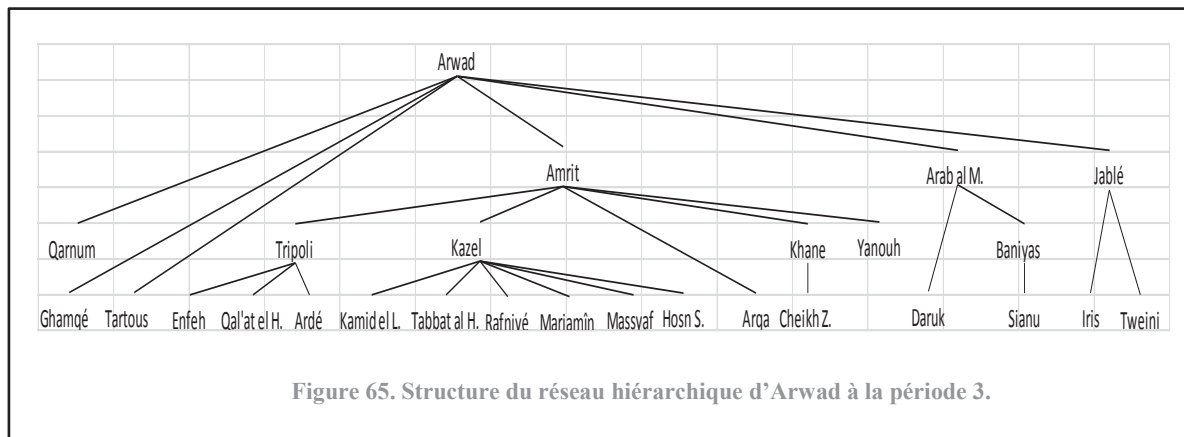 Arwad
Amrit Arab al M. Jablé
Qarnum Tripoli Kazel Khane Yanouh Baniyas
Ghamqé Tartous Enfeh Qal'at el H. Ardé Kamid el L. Tabbat al H. Rafnivé Mariamîn Massyaf Hosn S. Arqa Cheikh Z. Daruk Sianu Iris Tweini
Figure 65. Structure du réseau hiérarchique d’Arwad à la période 3.